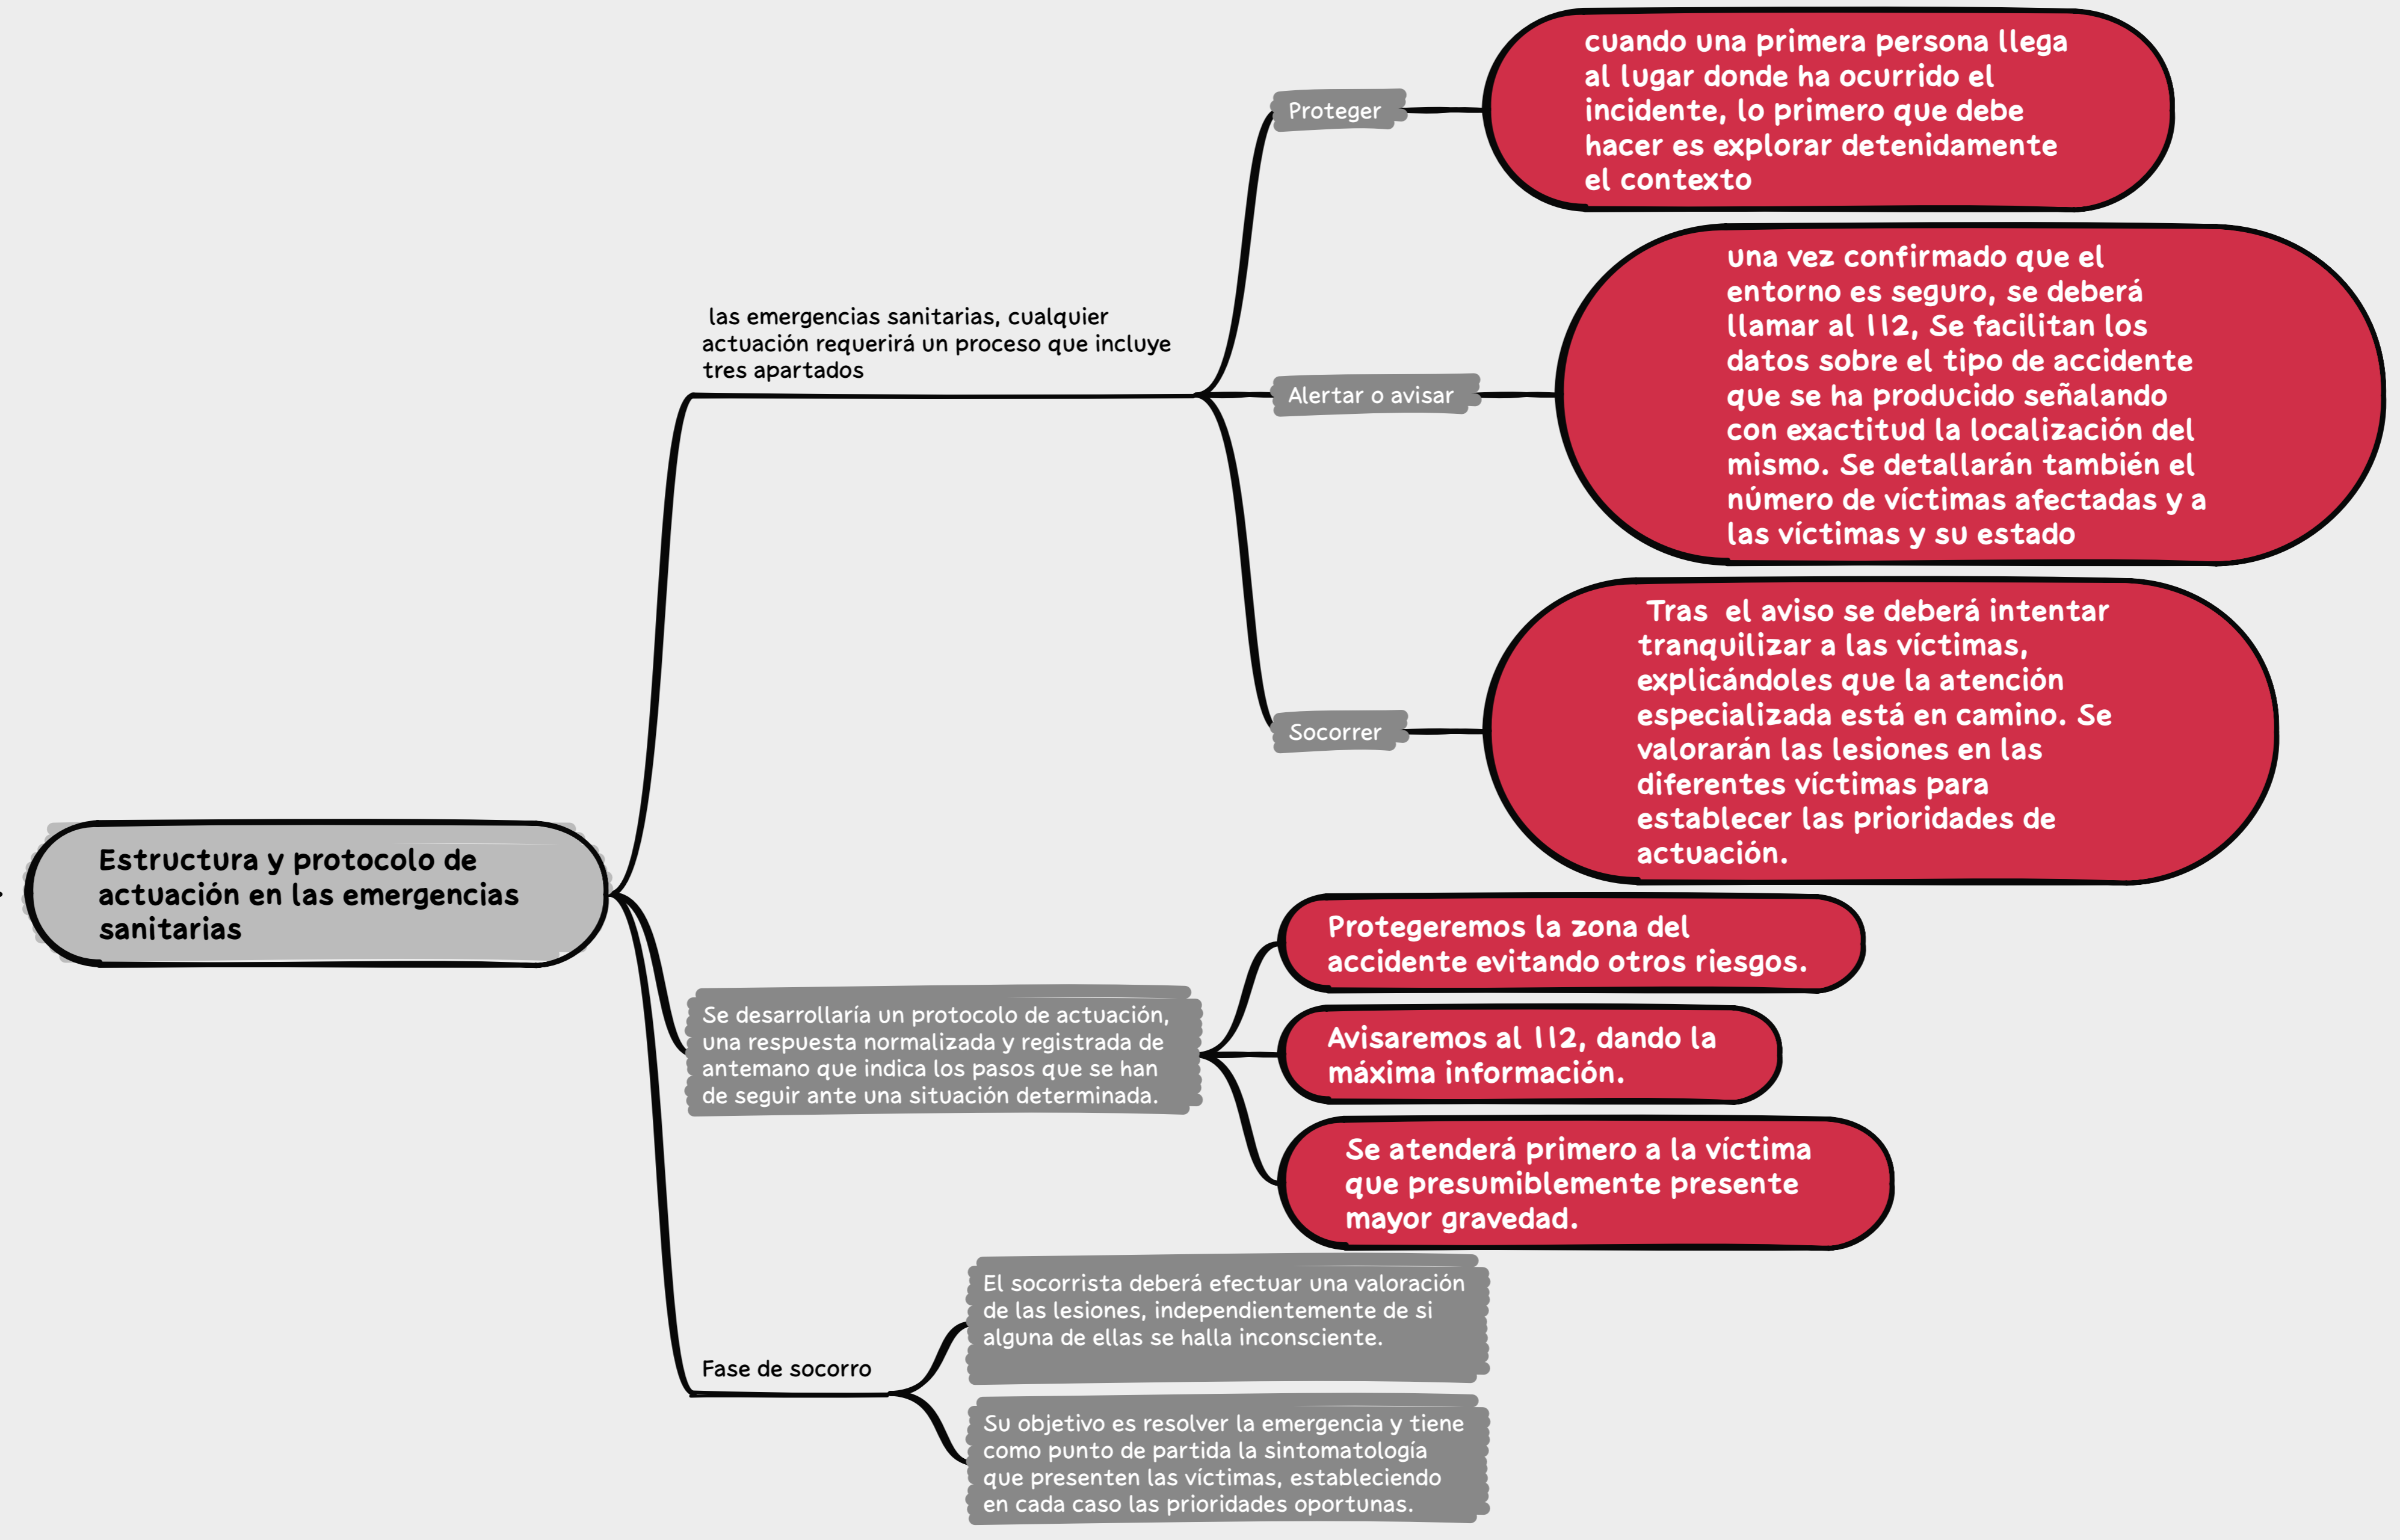 Estructura y protocolo de
actuación en las emergencias
sanitarias
las emergencias sanitarias, cualquier
actuación requerirá un proceso que incluye
tres apartados
Proteger
cuando una primera persona llega
al lugar donde ha ocurrido el
incidente, lo primero que debe
hacer es explorar detenidamente
el contexto
Alertar o avisar
una vez confirmado que el
entorno es seguro, se deberá
llamar al 112, Se facilitan los
datos sobre el tipo de accidente
que se ha producido señalando
con exactitud la localización del
mismo. Se detallarán también el
número de víctimas afectadas y a
las víctimas y su estado
Socorrer
Tras  el aviso se deberá intentar
tranquilizar a las víctimas,
explicándoles que la atención
especializada está en camino. Se
valorarán las lesiones en las
diferentes víctimas para
establecer las prioridades de
actuación.
Se desarrollaría un protocolo de actuación,
una respuesta normalizada y registrada de
antemano que indica los pasos que se han
de seguir ante una situación determinada.
Protegeremos la zona del
accidente evitando otros riesgos.
Avisaremos al 112, dando la
máxima información.
Se atenderá primero a la víctima
que presumiblemente presente
mayor gravedad.
Fase de socorro
El socorrista deberá efectuar una valoración
de las lesiones, independientemente de si
alguna de ellas se halla inconsciente.
Su objetivo es resolver la emergencia y tiene
como punto de partida la sintomatología
que presenten las víctimas, estableciendo
en cada caso las prioridades oportunas.